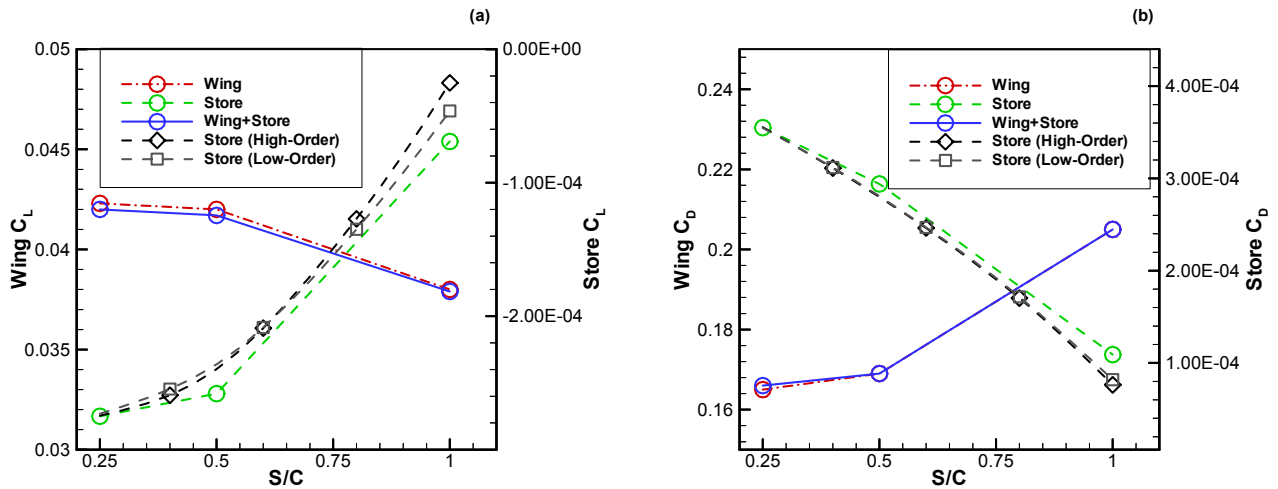 (a)
0.05
0.045
0.04
0.035
0.03
Wing C_L
0.00E+00
-1.00E-04
-2.00E-04
Store C_L
Wing
Store
Wing+Store
Store (High-Order)
Store (Low-Order)
0.25
0.5
0.75
1
S/C
(b)
0.24
0.22
0.2
0.18
0.16
Wing C_D
4.00E-04
3.00E-04
2.00E-04
1.00E-04
Store C_D
Wing
Store
Wing+Store
Store (High-Order)
Store (Low-Order)
0.25
0.5
0.75
1
S/C